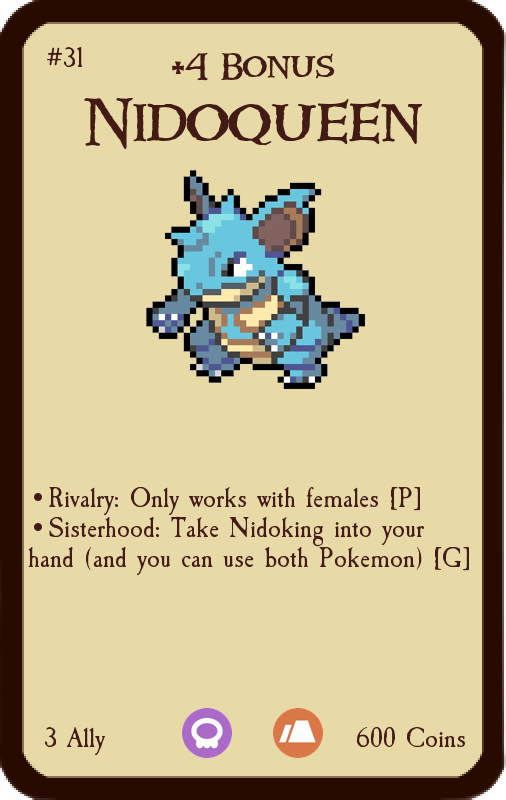 #31
+4 Bonus
Nidoqueen
• Rivalry: Only works with females [P]
• Sisterhood: Take Nidoking into your
hand (and you can use both Pokemon) [G]
3 Ally
600 Coins